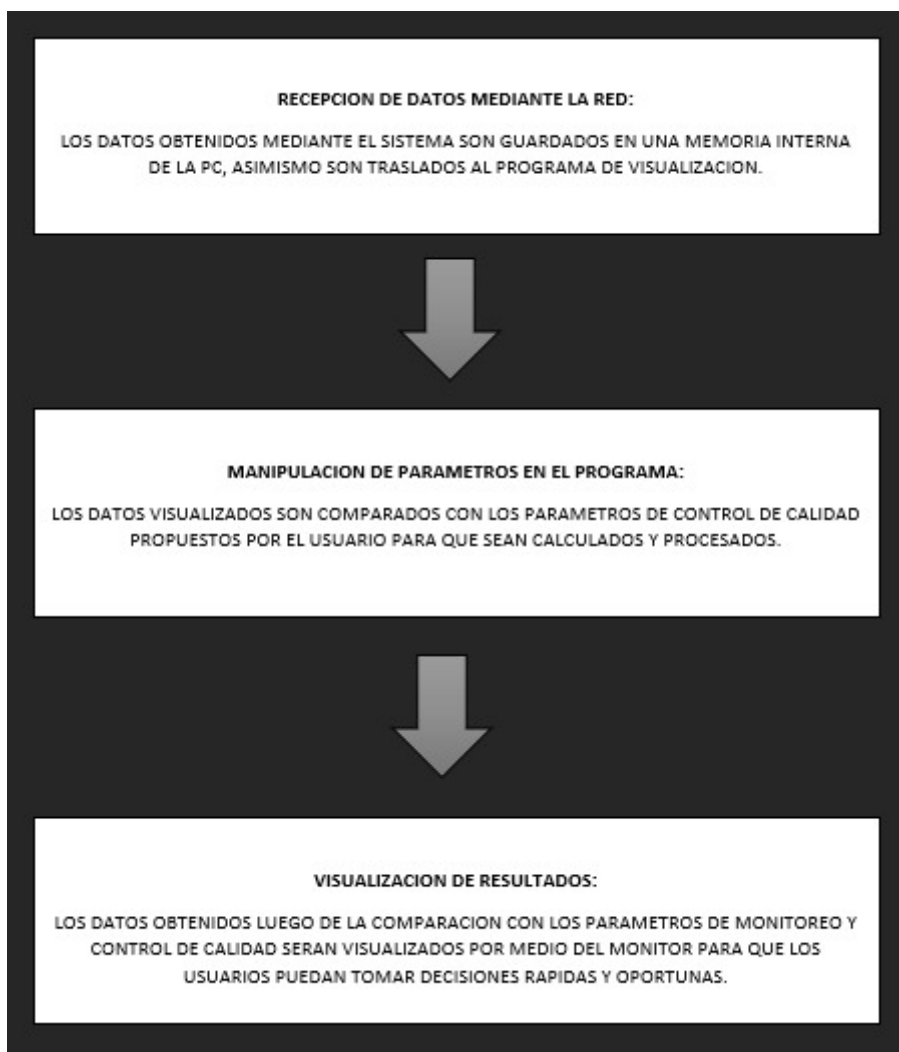 RECEPCION DE DATOS MEDIANTE LA RED:
LOS DATOS OBTENIDOS MEDIANTE EL SISTEMA SON GUARDADOS EN UNA MEMORIA INTERNA
DE LA PC, ASIMISMO SON TRASLADOS AL PROGRAMA DE VISUALIZACION.
MANIPULACION DE PARAMETROS EN EL PROGRAMA:
LOS DATOS VISUALIZADOS SON COMPARADOS CON LOS PARAMETROS DE CONTROL DE CALIDAD
PROPUESTOS POR EL USUARIO PARA QUE SEAN CALCULADOS Y PROCESADOS.
VISUALIZACION DE RESULTADOS:
LOS DATOS OBTENIDOS LUEGO DE LA COMPARACION CON LOS PARAMETROS DE MONITOREO Y
CONTROL DE CALIDAD SERAN VISUALIZADOS POR MEDIO DEL MONITOR PARA QUE LOS
USUARIOS PUEDAN TOMAR DECISIONES RAPIDAS Y OPORTUNAS.